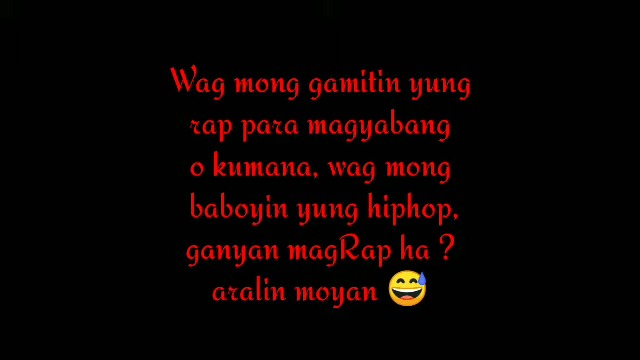 Wag mong gamitin yung
rap para magyabang
o kumana, wag mong
baboyin yung hiphop,
ganyan magRap ha ?
aralin moyan 😅